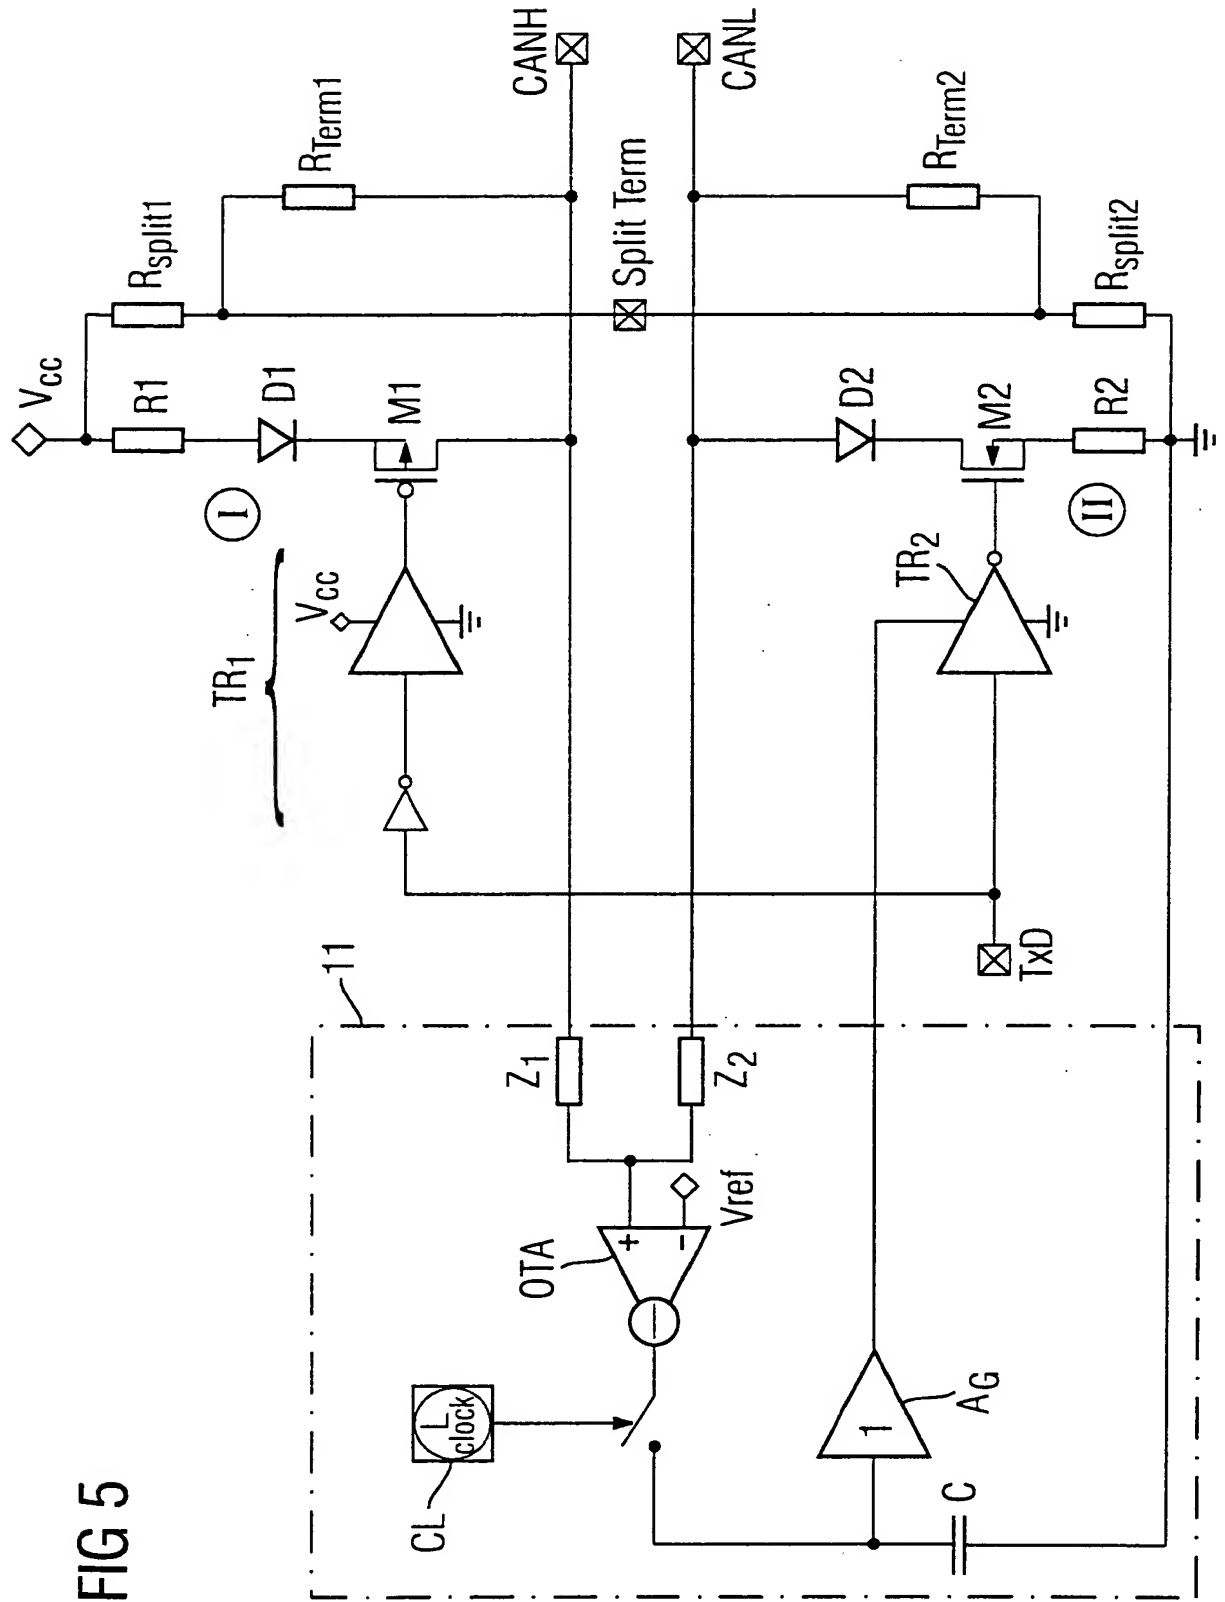 FIG 5
CL
L
clock
OTA
+
-
Vref
Z1
Z2
1
AG
C
11
TxD
TR1
Vcc
TR2
I
II
Vcc
R1
D1
M1
D2
M2
R2
Rsplit1
RTerm1
Split Term
RTerm2
Rsplit2
CANH
CANL